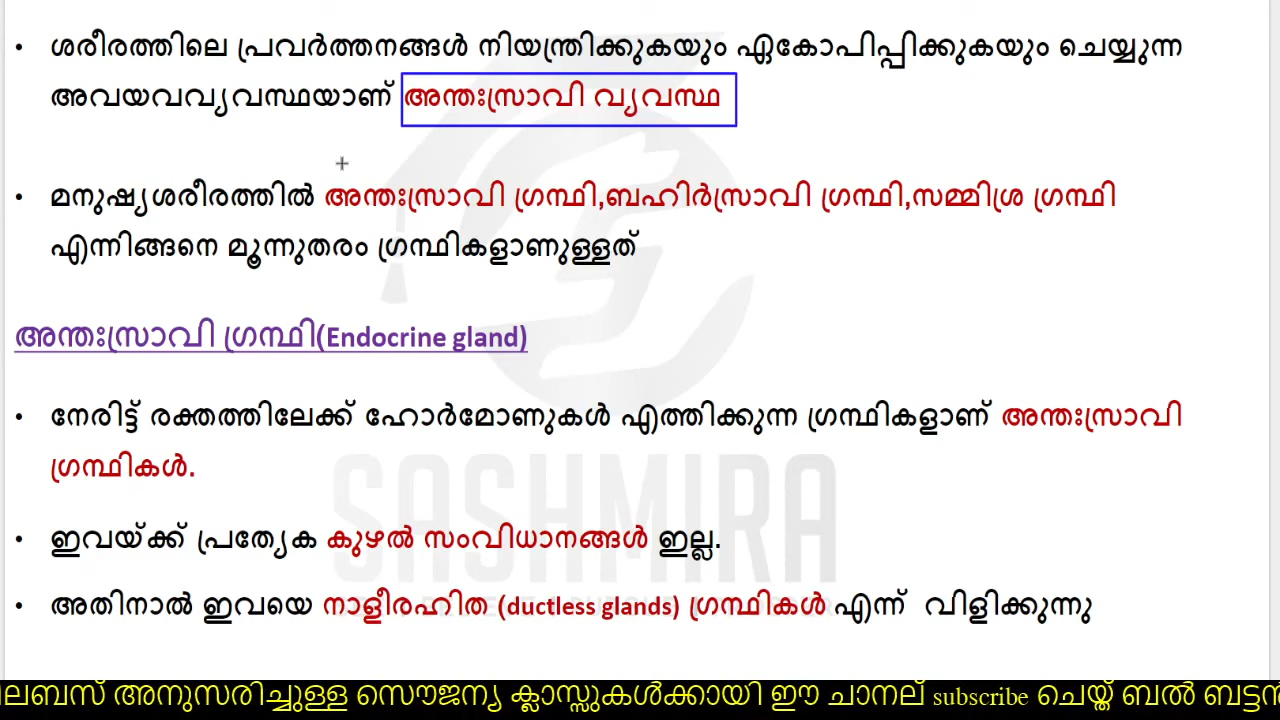 • ശരീരത്തിലെ പ്രവർത്തനങ്ങൾ നിയന്ത്രിക്കുകയും ഏകോപിപ്പിക്കുകയും ചെയ്യുന്ന
അവയവവ്യവസ്ഥയാണ് അന്തഃസ്രാവി വ്യവസ്ഥ
• മനുഷ്യശരീരത്തിൽ അന്തഃസ്രാവി ഗ്രന്ഥി,ബഹിർസ്രാവി ഗ്രന്ഥി,സമ്മിശ്ര ഗ്രന്ഥി
എന്നിങ്ങനെ മൂന്നുതരം ഗ്രന്ഥികളാണുള്ളത്
അന്തഃസ്രാവി ഗ്രന്ഥി(Endocrine gland)
• നേരിട്ട് രക്തത്തിലേക്ക് ഹോർമോണുകൾ എത്തിക്കുന്ന ഗ്രന്ഥികളാണ് അന്തഃസ്രാവി
ഗ്രന്ഥികൾ.
SASHMIRA
• ഇവയ്ക്ക് പ്രത്യേക കുഴൽ സംവിധാനങ്ങൾ ഇല്ല.
• അതിനാൽ ഇവയെ നാളീരഹിത (ductless glands) ഗ്രന്ഥികൾ എന്ന് വിളിക്കുന്നു
അനുസരിച്ചുള്ള സൌജന്യ ക്ലാസ്സുകൾക്കായി ഈ ചാനല് subscribe ചെയ്ത് ബൽ